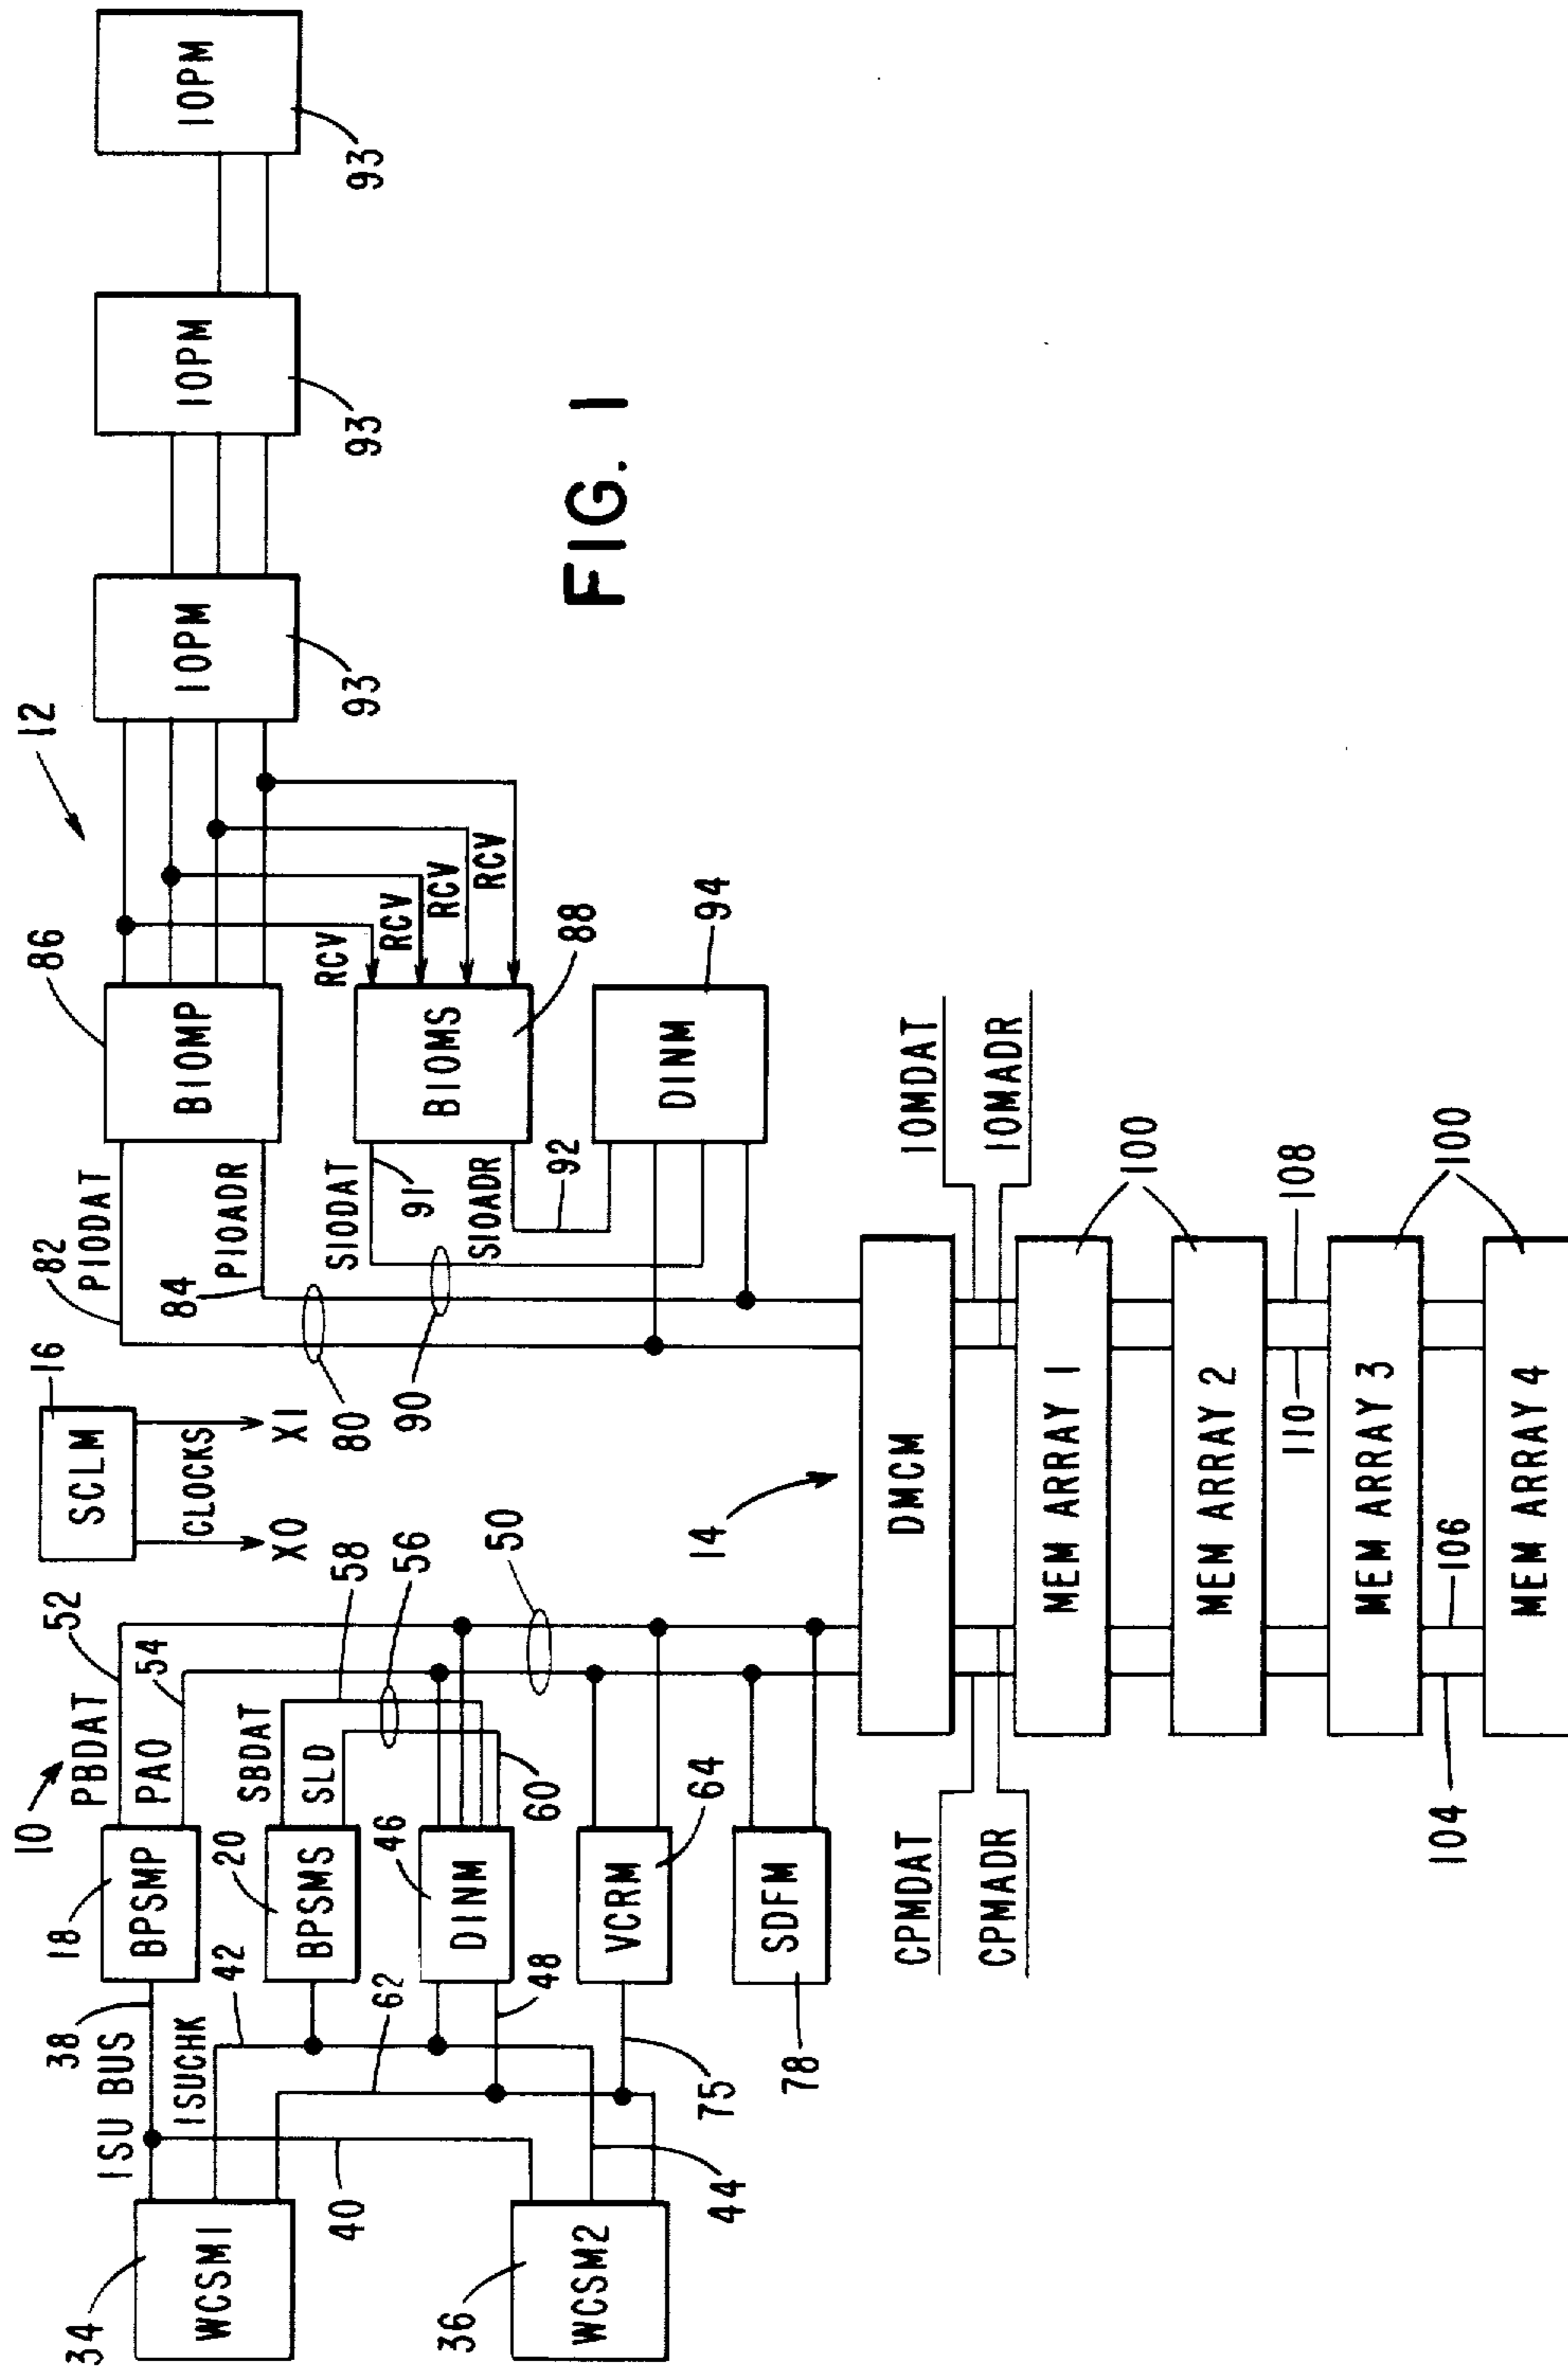 10
12
14
34
WCSM1
38
ISU BUS
42
ISUCHK
40
62
36
WCSM2
44
18
BPSMP
PBDAT
52
PAO
54
20
BPSMS
SBDAT
SLD
58
56
46
DINM
48
60
50
VCRM
64
75
SDFM
78
16
SCLM
CLOCKS
X0
X1
82
PIODAT
84
PIOADR
80
86
BIOMP
SIODAT
91
SIOADR
92
90
BIOMS
88
RCV
RCV
RCV
RCV
DINM
94
IOPM
93
IOPM
93
IOPM
93
FIG. 1
DMCM
CPMDAT
CPMADR
IOMDAT
IOMADR
MEM ARRAY 1
100
MEM ARRAY 2
110
108
MEM ARRAY 3
100
104
106
MEM ARRAY 4